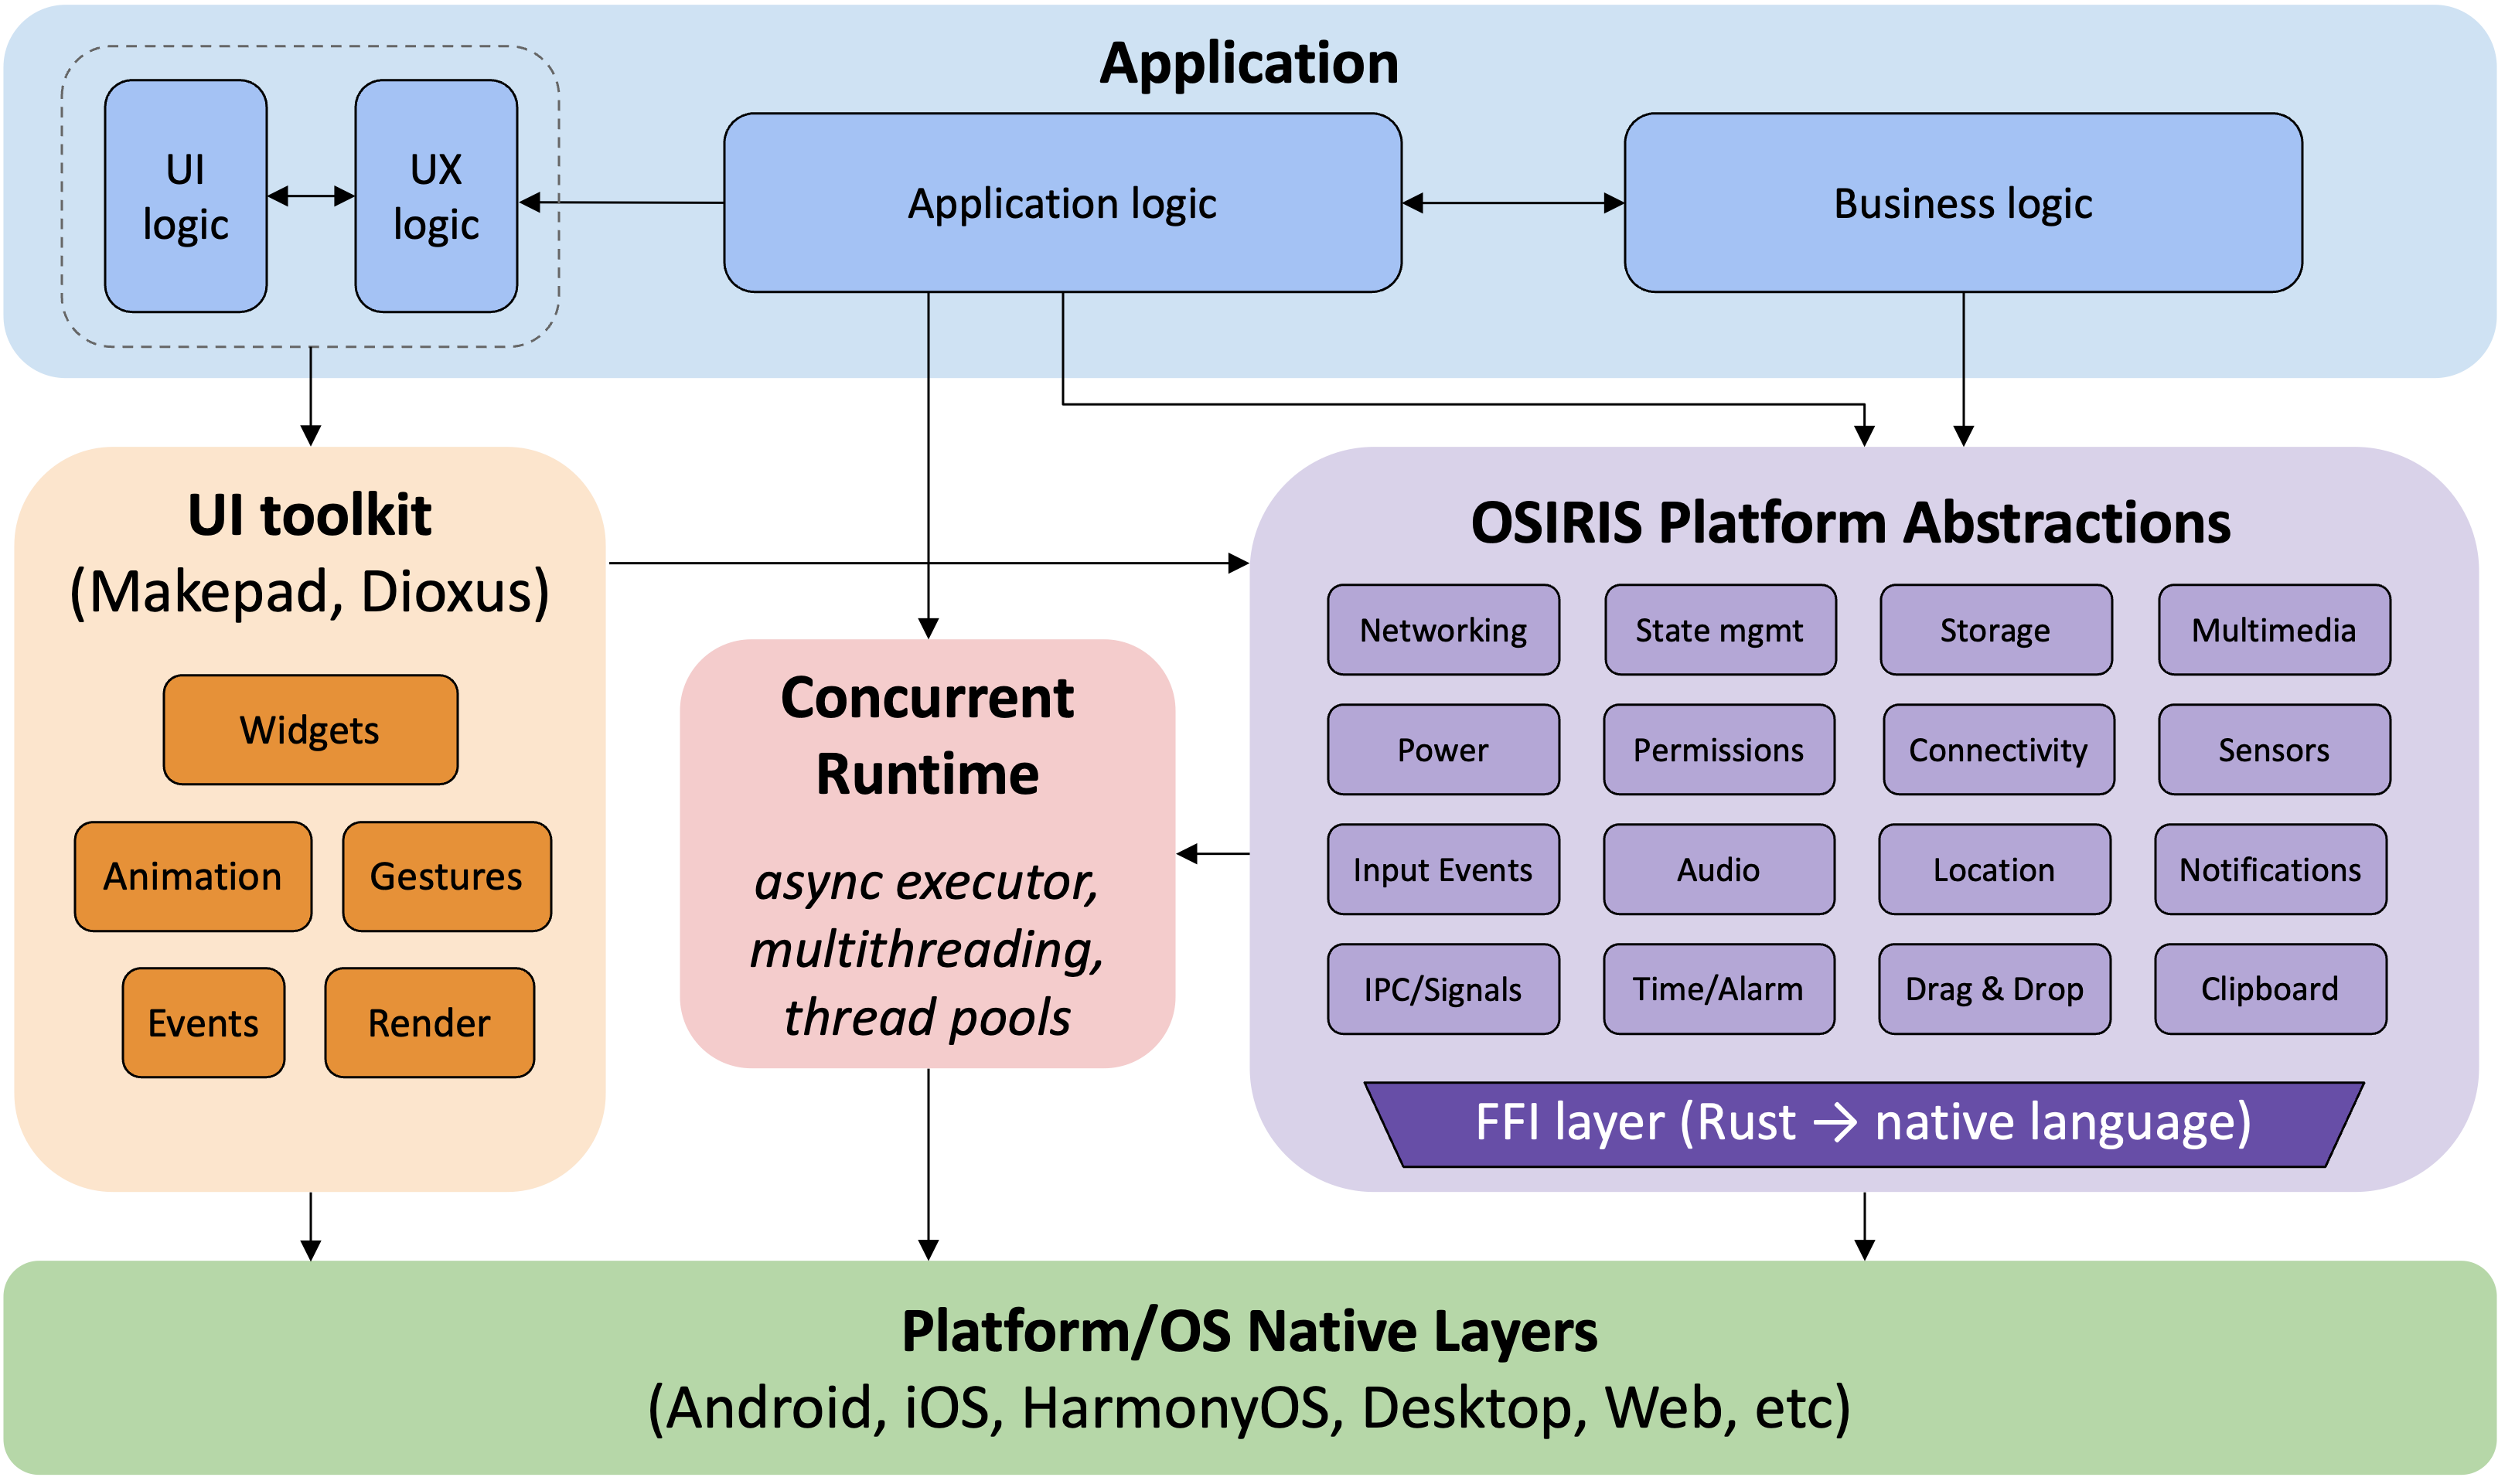 Application
UI
logic
UX
logic
Application logic
Business logic
UI toolkit
(Makepad, Dioxus)
Widgets
Animation
Gestures
Events
Render
Concurrent
Runtime
async executor,
multithreading,
thread pools
OSIRIS Platform Abstractions
Networking
State mgmt
Storage
Multimedia
Power
Permissions
Connectivity
Sensors
Input Events
Audio
Location
Notifications
IPC/Signals
Time/Alarm
Drag & Drop
Clipboard
FFI layer (Rust → native language)
Platform/OS Native Layers
(Android, iOS, HarmonyOS, Desktop, Web, etc)